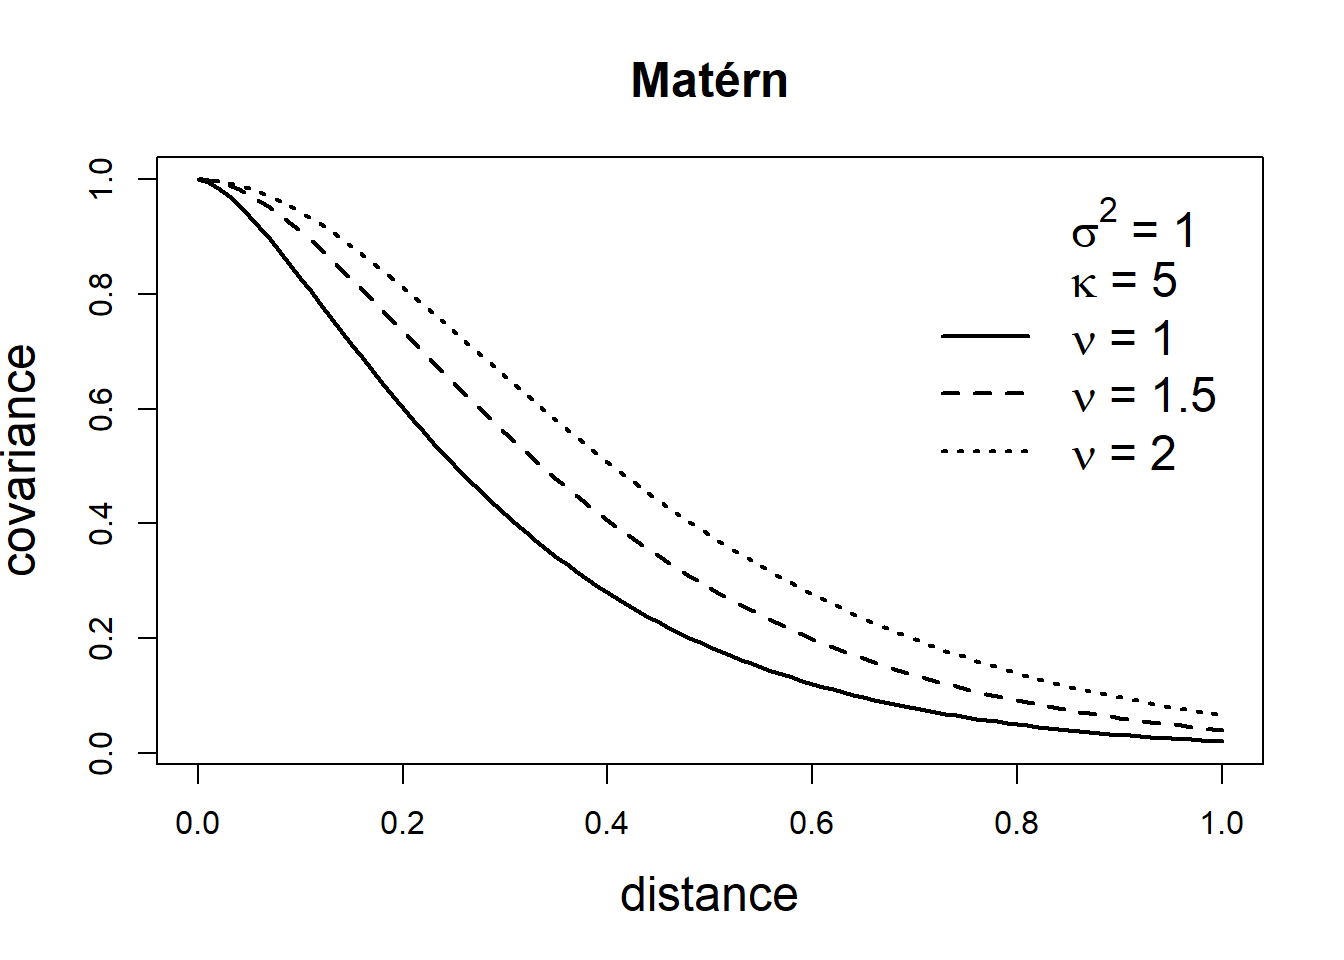 Matérn
covariance
1.0
0.8
0.6
0.4
0.2
0.0
σ² = 1
κ = 5
ν = 1
ν = 1.5
ν = 2
0.0 0.2 0.4 0.6 0.8 1.0
distance